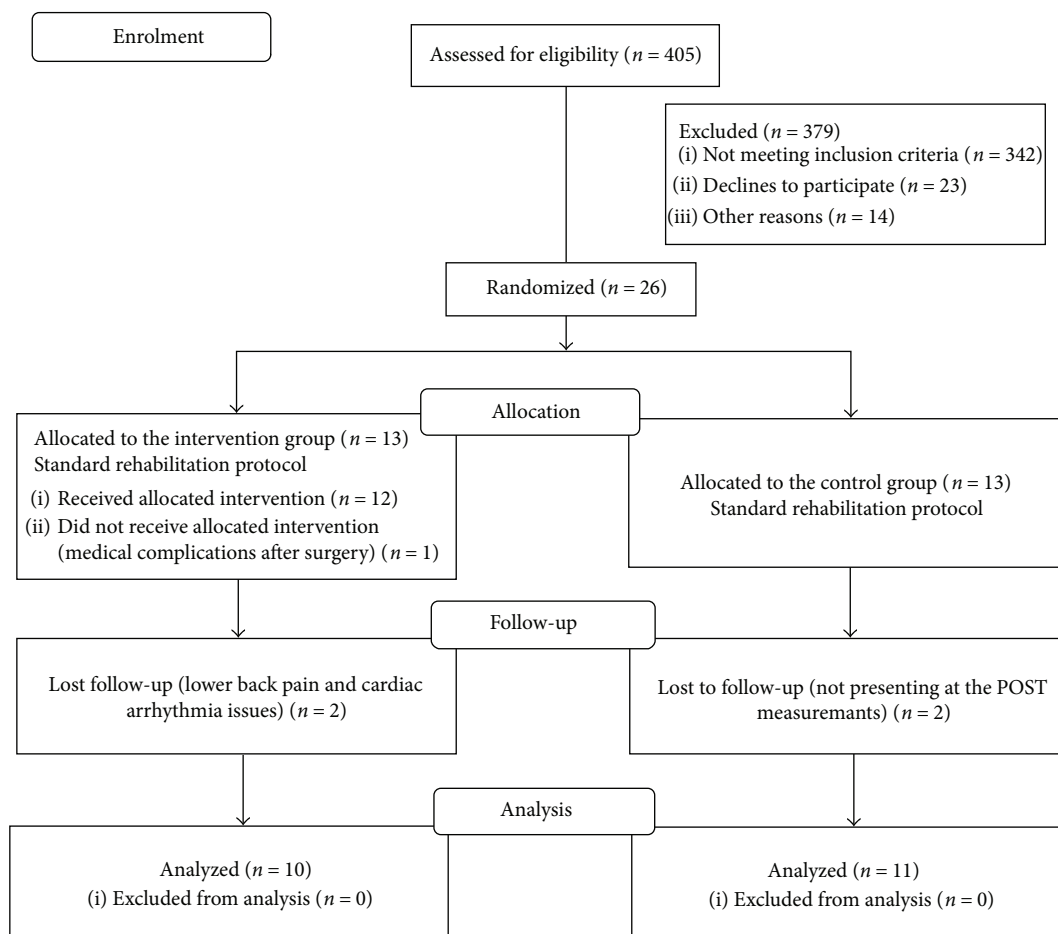 Enrolment
Assessed for eligibility (n = 405)
Excluded (n = 379)
(i) Not meeting inclusion criteria (n = 342)
(ii) Declines to participate (n = 23)
(iii) Other reasons (n = 14)
Randomized (n = 26)
Allocation
Allocated to the intervention group (n = 13)
Standard rehabilitation protocol
(i) Received allocated intervention (n = 12)
(ii) Did not receive allocated intervention
(medical complications after surgery) (n = 1)
Allocated to the control group (n = 13)
Standard rehabilitation protocol
Follow-up
Lost follow-up (lower back pain and cardiac
arrhythmia issues) (n = 2)
Lost to follow-up (not presenting at the POST
measuremants) (n = 2)
Analysis
Analyzed (n = 10)
(i) Excluded from analysis (n = 0)
Analyzed (n = 11)
(i) Excluded from analysis (n = 0)